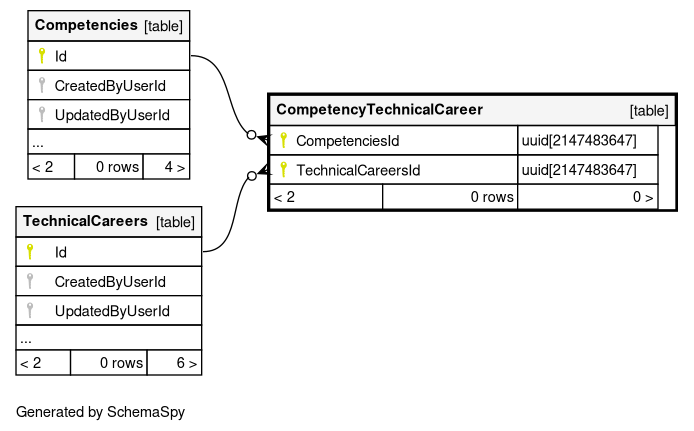 Competencies [table]
Id
CreatedByUserId
UpdatedByUserId
...
< 2 0 rows 4 >
CompetencyTechnicalCareer [table]
CompetenciesId uuid[2147483647]
TechnicalCareersId uuid[2147483647]
< 2 0 rows 0 >
TechnicalCareers [table]
Id
CreatedByUserId
UpdatedByUserId
...
< 2 0 rows 6 >
Generated by SchemaSpy